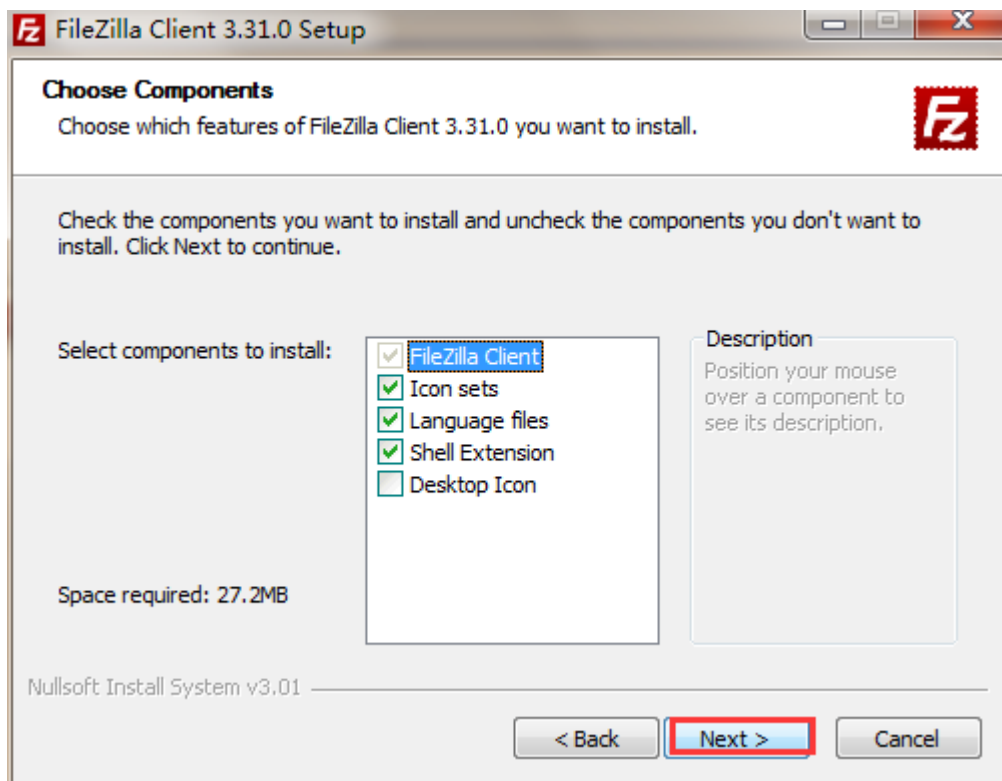 FileZilla Client 3.31.0 Setup
Choose Components
Choose which features of FileZilla Client 3.31.0 you want to install.
Check the components you want to install and uncheck the components you don't want to
install. Click Next to continue.
Select components to install:
FileZilla Client
Icon sets
Language files
Shell Extension
Desktop Icon
Description
Position your mouse
over a component to
see its description.
Space required: 27.2MB
Nullsoft Install System v3.01
< Back
Next >
Cancel